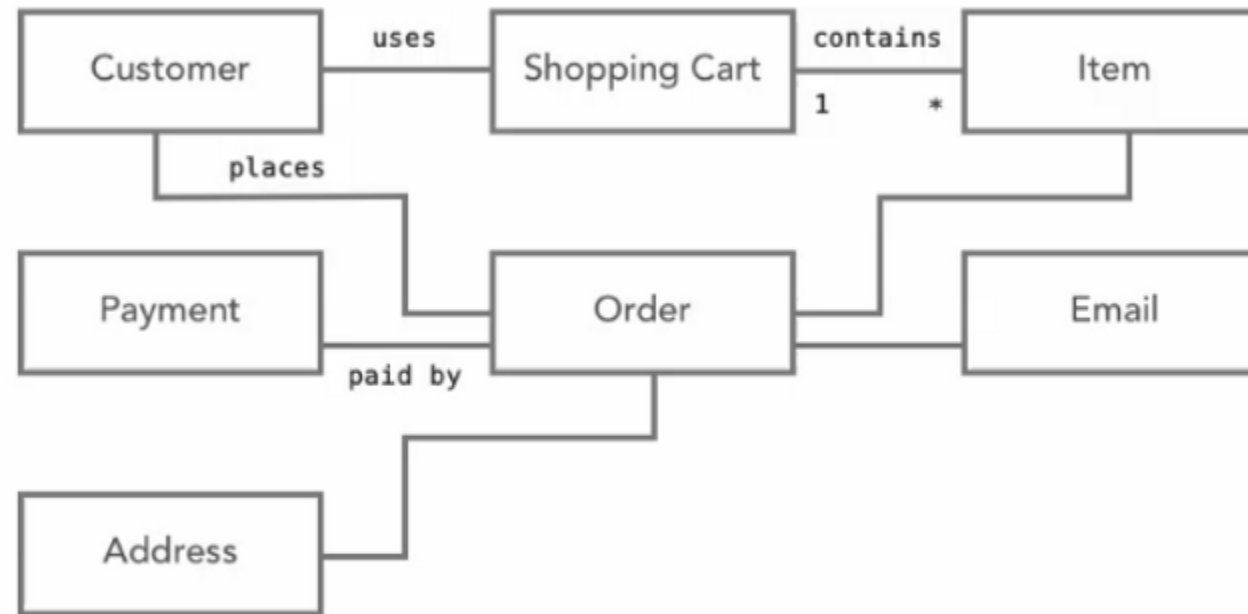 uses
contains
Customer
Shopping Cart
Item
1
*
places
Payment
Order
Email
paid by
Address